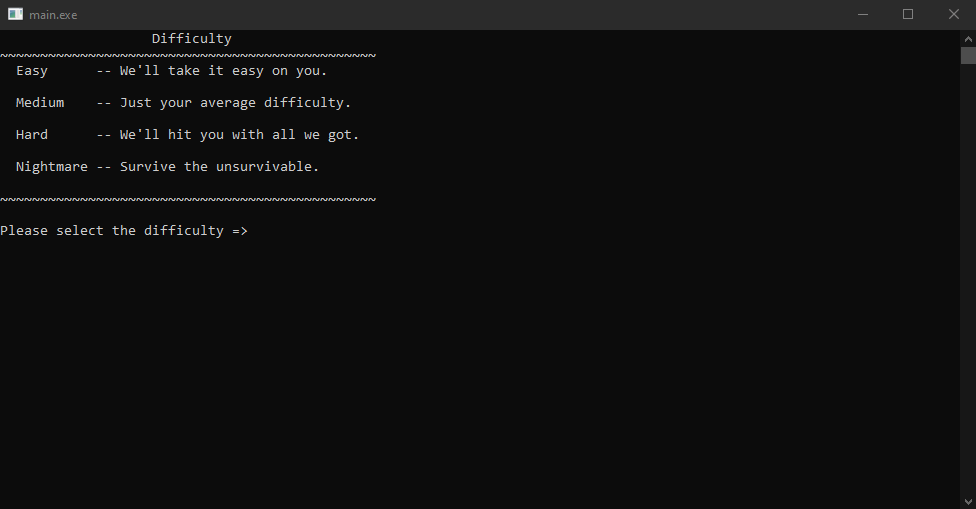 main.exe
Difficulty
~~~~~~~~~~~~~~~~~~~~~~~~~~~~~~~~~~~~~~~~~~~~~~~
Easy      -- We'll take it easy on you.
Medium    -- Just your average difficulty.
Hard      -- We'll hit you with all we got.
Nightmare -- Survive the unsurvivable.
~~~~~~~~~~~~~~~~~~~~~~~~~~~~~~~~~~~~~~~~~~~~~~~
Please select the difficulty =>